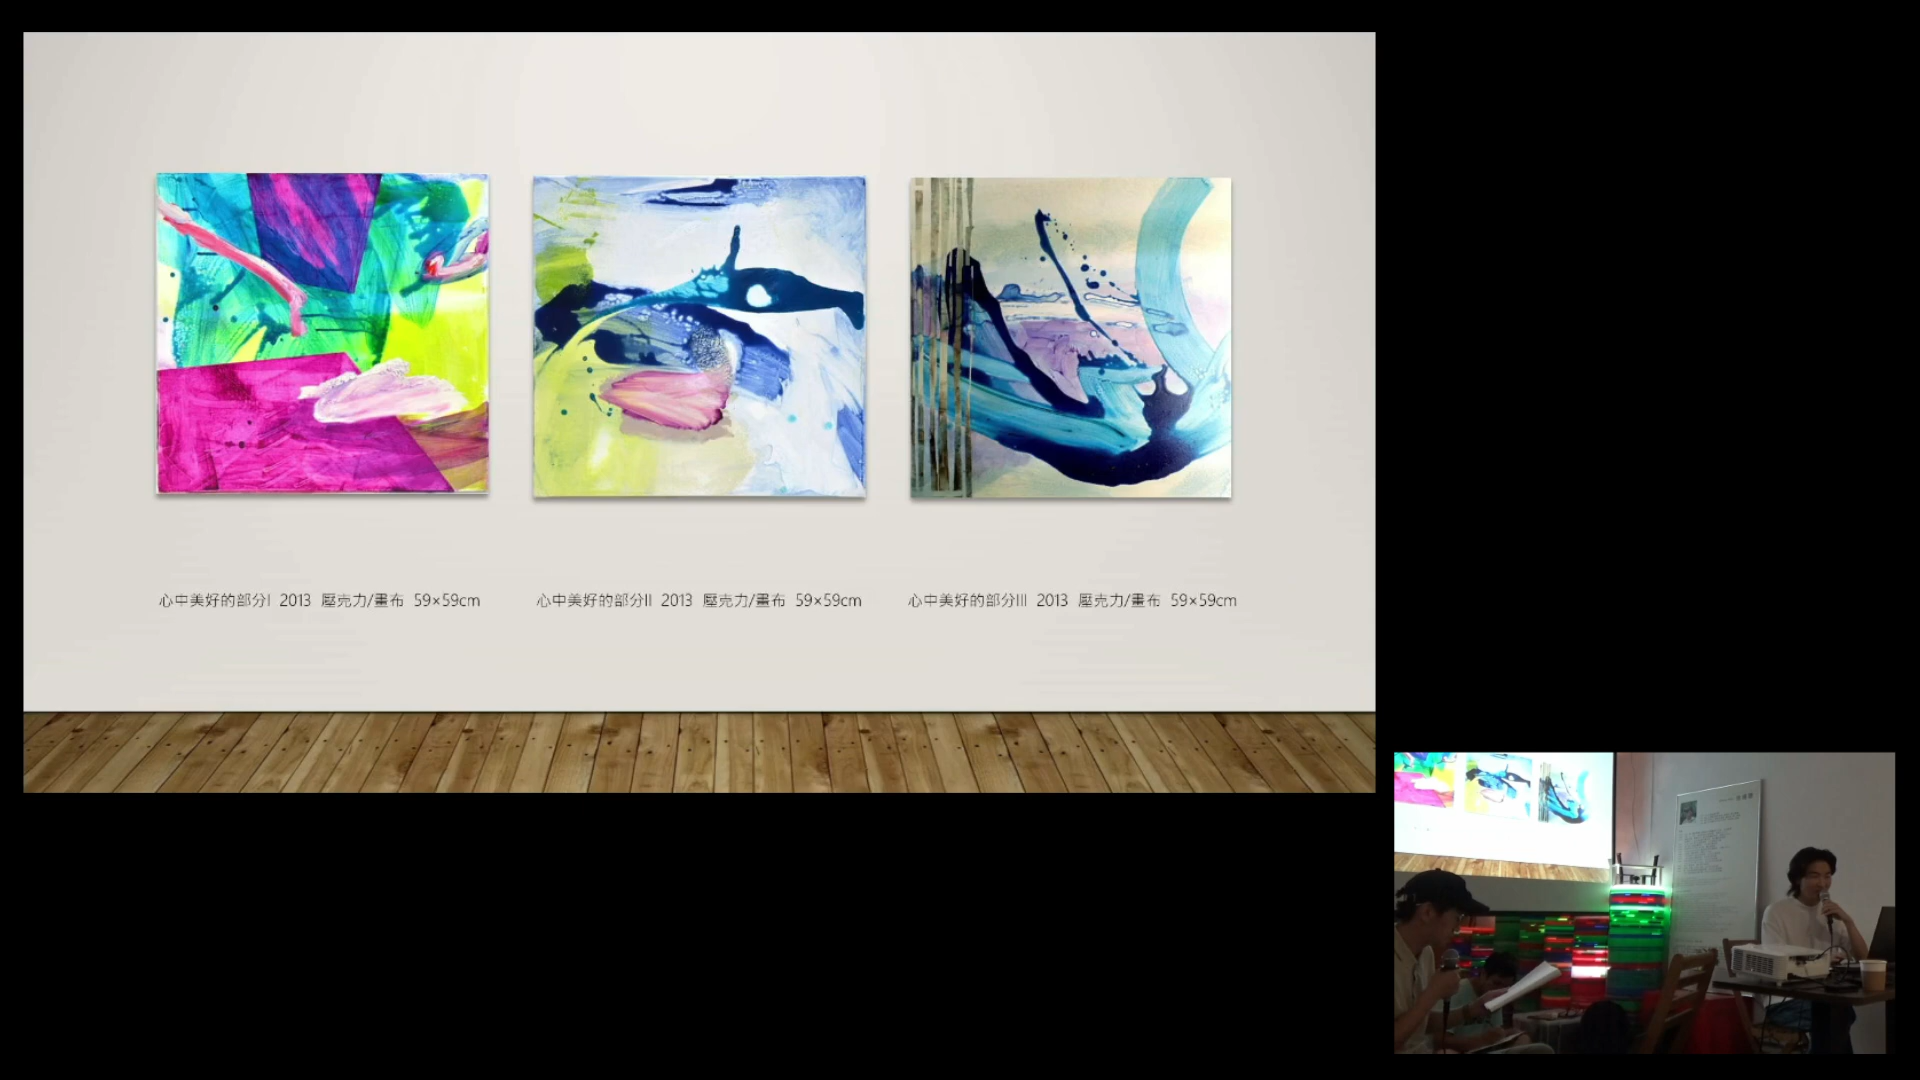 心中美好的部分I 2013 壓克力/畫布 59×59cm
心中美好的部分II 2013 壓克力/畫布 59×59cm
心中美好的部分III 2013 壓克力/畫布 59×59cm